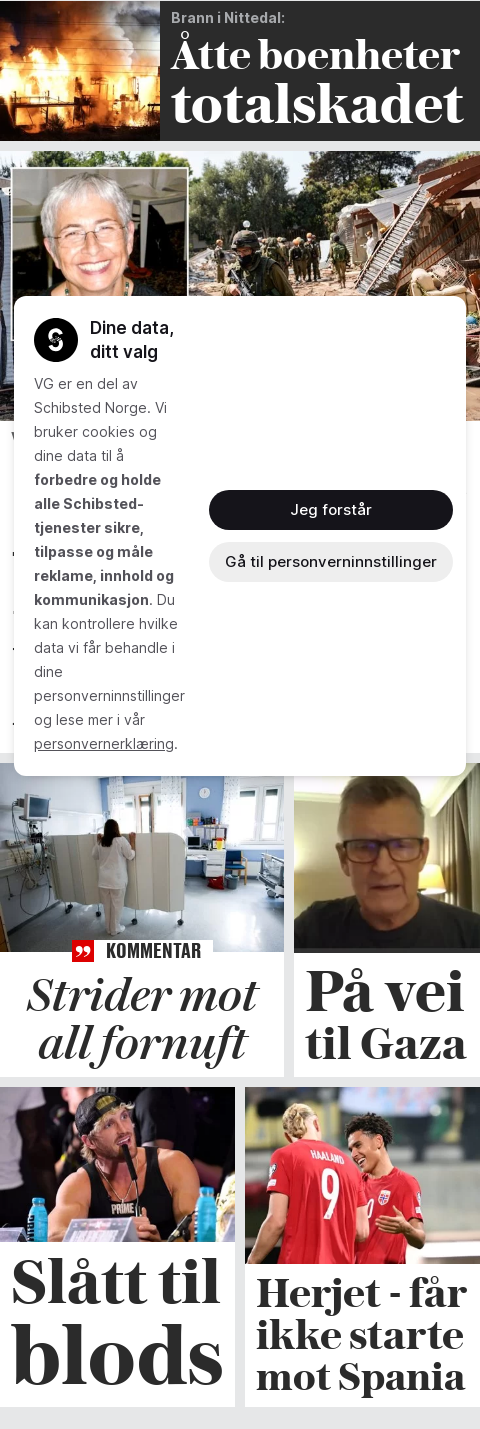 Brann i Nittedal:
Åtte boenheter
totalskadet
Dine data,
ditt valg
VG er en del av
Schibsted Norge. Vi
bruker cookies og
dine data til å
forbedre og holde
alle Schibsted-
tjenester sikre,
tilpasse og måle
reklame, innhold og
kommunikasjon. Du
kan kontrollere hvilke
data vi får behandle i
dine
personverninnstillinger
og lese mer i vår
personvernerklæring.
Jeg forstår
Gå til personverninnstillinger
KOMMENTAR
Strider mot
all fornuft
På vei
til Gaza
PRIME
Slått til
blods
HAALAND
9
Herjet - får
ikke starte
mot Spania